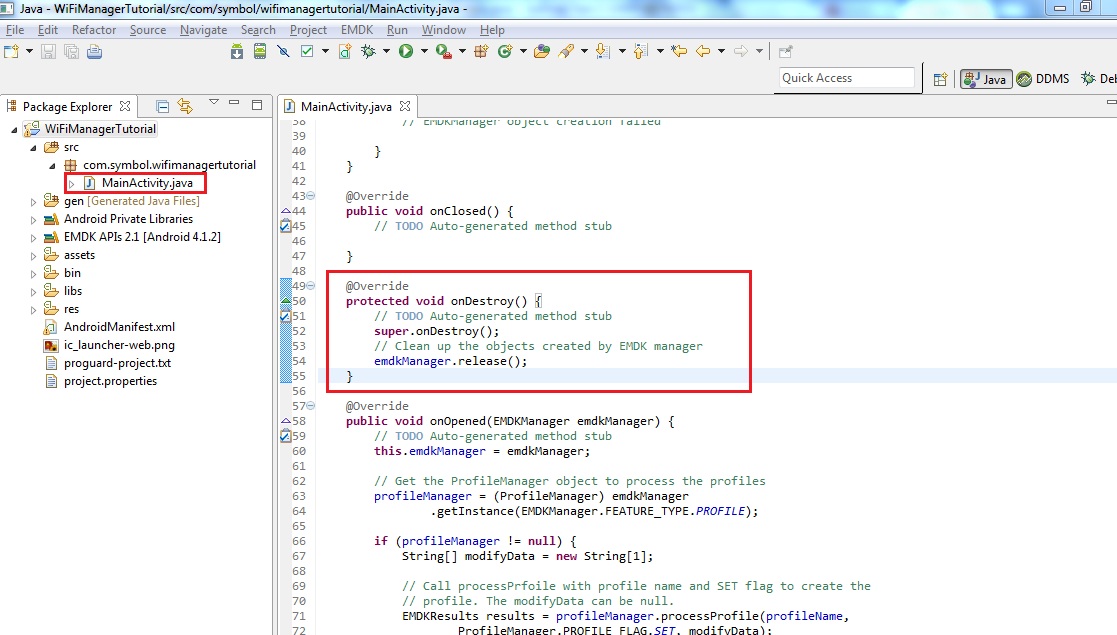 Java - WiFiManagerTutorial/src/com/symbol/wifimanagertutorial/MainActivity.java -
File Edit Refactor Source Navigate Search Project EMDK Run Window Help
Quick Access
Java DDMS
Package Explorer
MainActivity.java
WiFiManagerTutorial
src
com.symbol.wifimanagertutorial
MainActivity.java
gen [Generated Java Files]
Android Private Libraries
EMDK APIs 2.1 [Android 4.1.2]
assets
bin
libs
res
AndroidManifest.xml
ic_launcher-web.png
proguard-project.txt
project.properties
38 // EMDKManager object creation failed
39
40 }
41 }
42
43 @Override
44 public void onClosed() {
45 // TODO Auto-generated method stub
46
47 }
48
49 @Override
50 protected void onDestroy() {
51 // TODO Auto-generated method stub
52 super.onDestroy();
53 // Clean up the objects created by EMDK manager
54 emdkManager.release();
55 }
56
57 @Override
58 public void onOpened(EMDKManager emdkManager) {
59 // TODO Auto-generated method stub
60 this.emdkManager = emdkManager;
61
62 // Get the ProfileManager object to process the profiles
63 profileManager = (ProfileManager) emdkManager
64 .getInstance(EMDKManager.FEATURE_TYPE.PROFILE);
65
66 if (profileManager != null) {
67 String[] modifyData = new String[1];
68
69 // Call processPrfoile with profile name and SET flag to create the
70 // profile. The modifyData can be null.
71 EMDKResults results = profileManager.processProfile(profileName,
72 ProfileManager.PROFILE_FLAG.SET, modifyData);